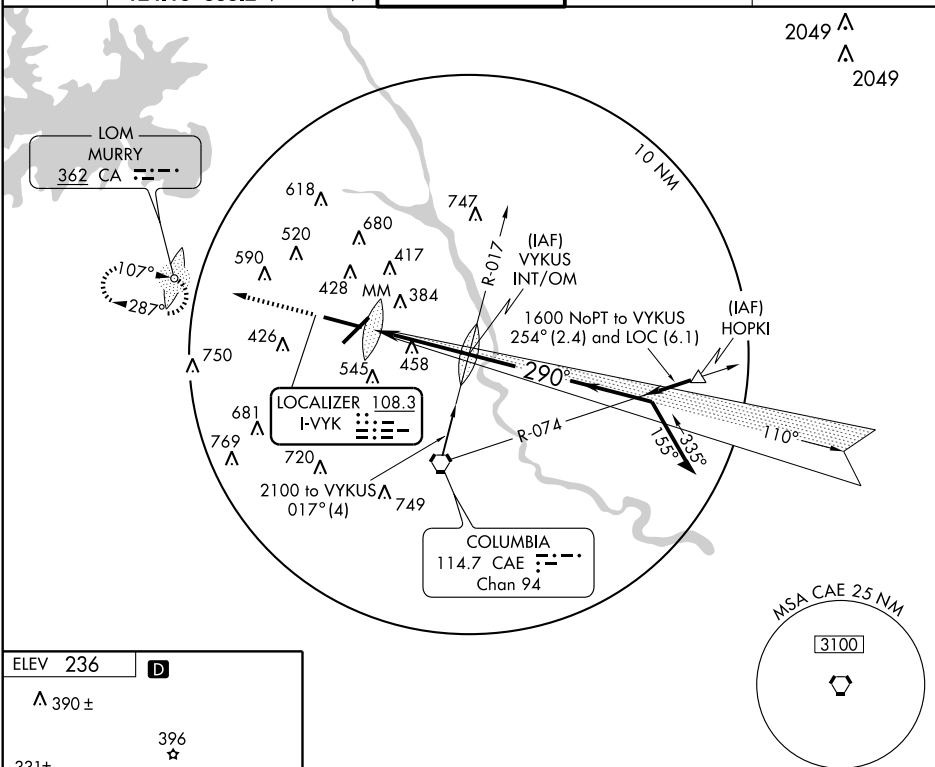 2049
2049
LOM
MURRY
362 CA
10 NM
618
747
680
520
417
590
428
MM
384
R-017
(IAF)
VYKUS
INT/OM
107°
287°
1600 NoPT to VYKUS
254° (2.4) and LOC (6.1)
(IAF)
HOPKI
426
750
545
458
290°
LOCALIZER 108.3
I-VYK
681
769
720
R-074
110°
335°
155°
2100 to VYKUS
017° (4)
749
COLUMBIA
114.7 CAE
Chan 94
MSA CAE 25 NM
3100
ELEV 236
D
390 ±
396